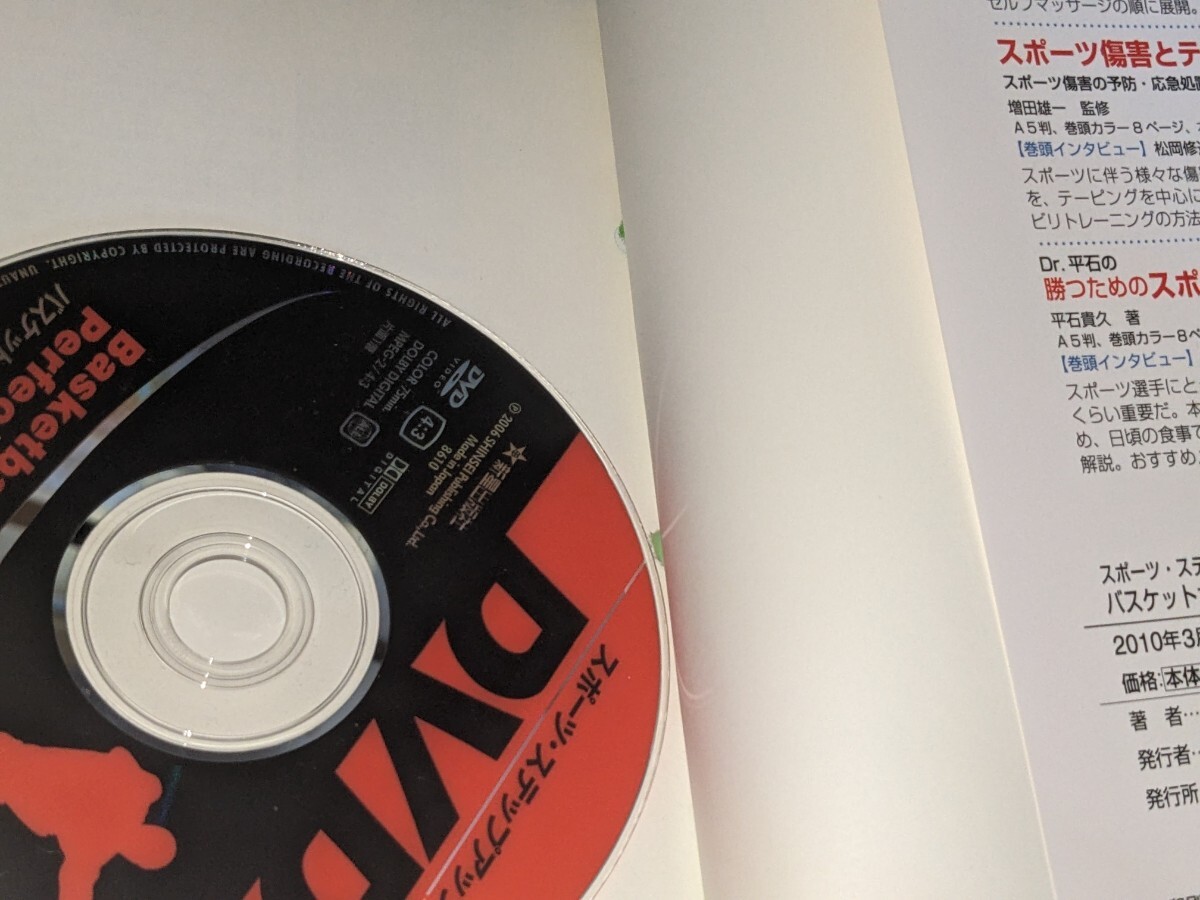 ALL RIGHTS OF THE RECORDING ARE PROTECTED BY COPYRIGHT. UNAUT
バスケット
Basketb
Perfec
片面1層
MPEG-2 / 4:3
DOLBY DIGITAL
COLOR 75min.
DVD
VIDEO
4:3
ALL
DOLBY
DIGITAL
新星出版社
℗ 2006 SHINSEI Publishing Co.,Ltd.
Made in Japan
8610
DVD
スポーツ・ステップアップ
セルフマッサージの順に展開。
スポーツ傷害とテ
スポーツ傷害の予防・応急処置
増田雄一 監修
A5判、巻頭カラー8ページ、
【巻頭インタビュー】松岡修造
スポーツに伴う様々な傷害
を、テーピングを中心に
ビリトレーニングの方法
Dr.平石の
勝つためのスポ
平石貴久 著
A5判、巻頭カラー8ペ
【巻頭インタビュー】
スポーツ選手にと
くらい重要だ。本
め、日頃の食事で
解説。おすすめ
スポーツ・ステ
バスケット
2010年3月
価格:本体
著 者…
発行者…
発行所